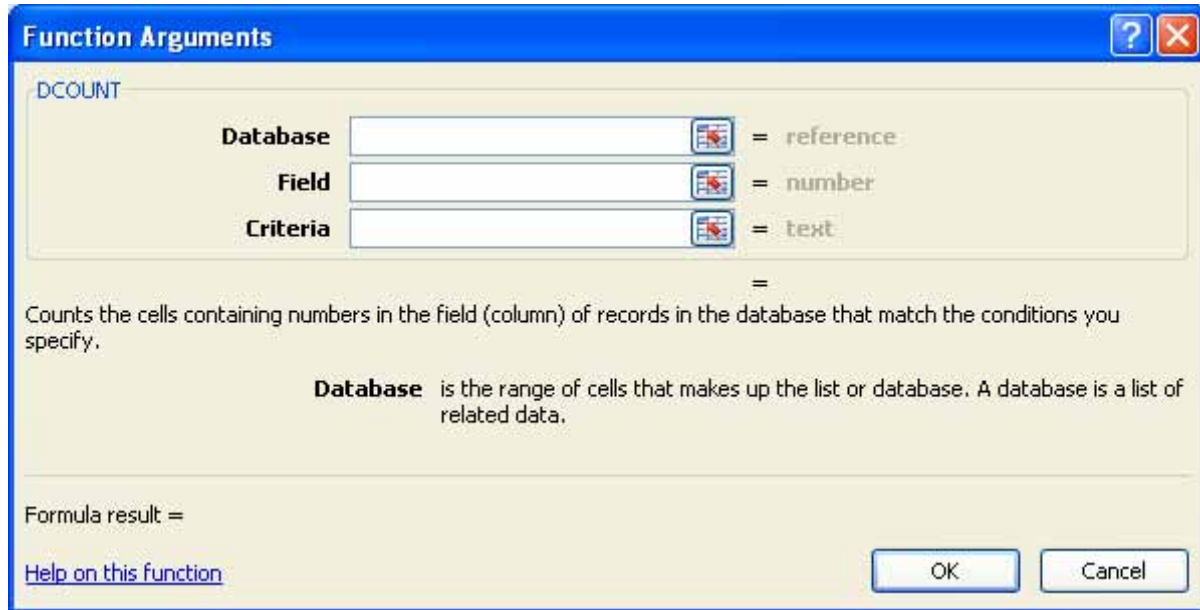 Function Arguments
DCOUNT
Database = reference
Field = number
Criteria = text
=
Counts the cells containing numbers in the field (column) of records in the database that match the conditions you
specify.
Database is the range of cells that makes up the list or database. A database is a list of
related data.
Formula result =
Help on this function OK Cancel